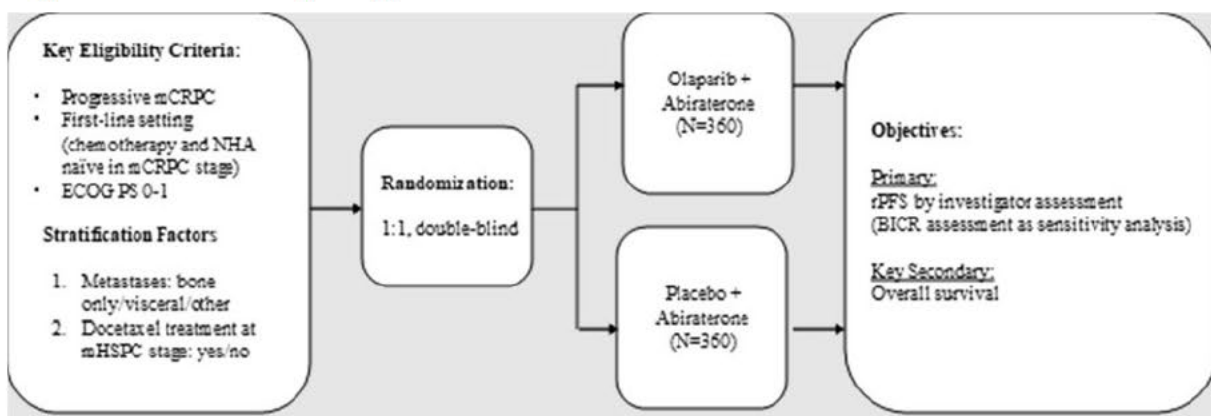 Key Eligibility Criteria:
• Progressive mCRPC
• First-line setting
(chemotherapy and NHA
naïve in mCRPC stage)
• ECOG PS 0-1
Stratification Factors
1. Metastases: bone
only/visceral/other
2. Docetaxel treatment at
mHSPC stage: yes/no
Randomization:
1:1, double-blind
Olaparib +
Abiraterone
(N=360)
Placebo +
Abiraterone
(N=360)
Objectives:
Primary:
rPFS by investigator assessment
(BICR assessment as sensitivity analysis)
Key Secondary:
Overall survival